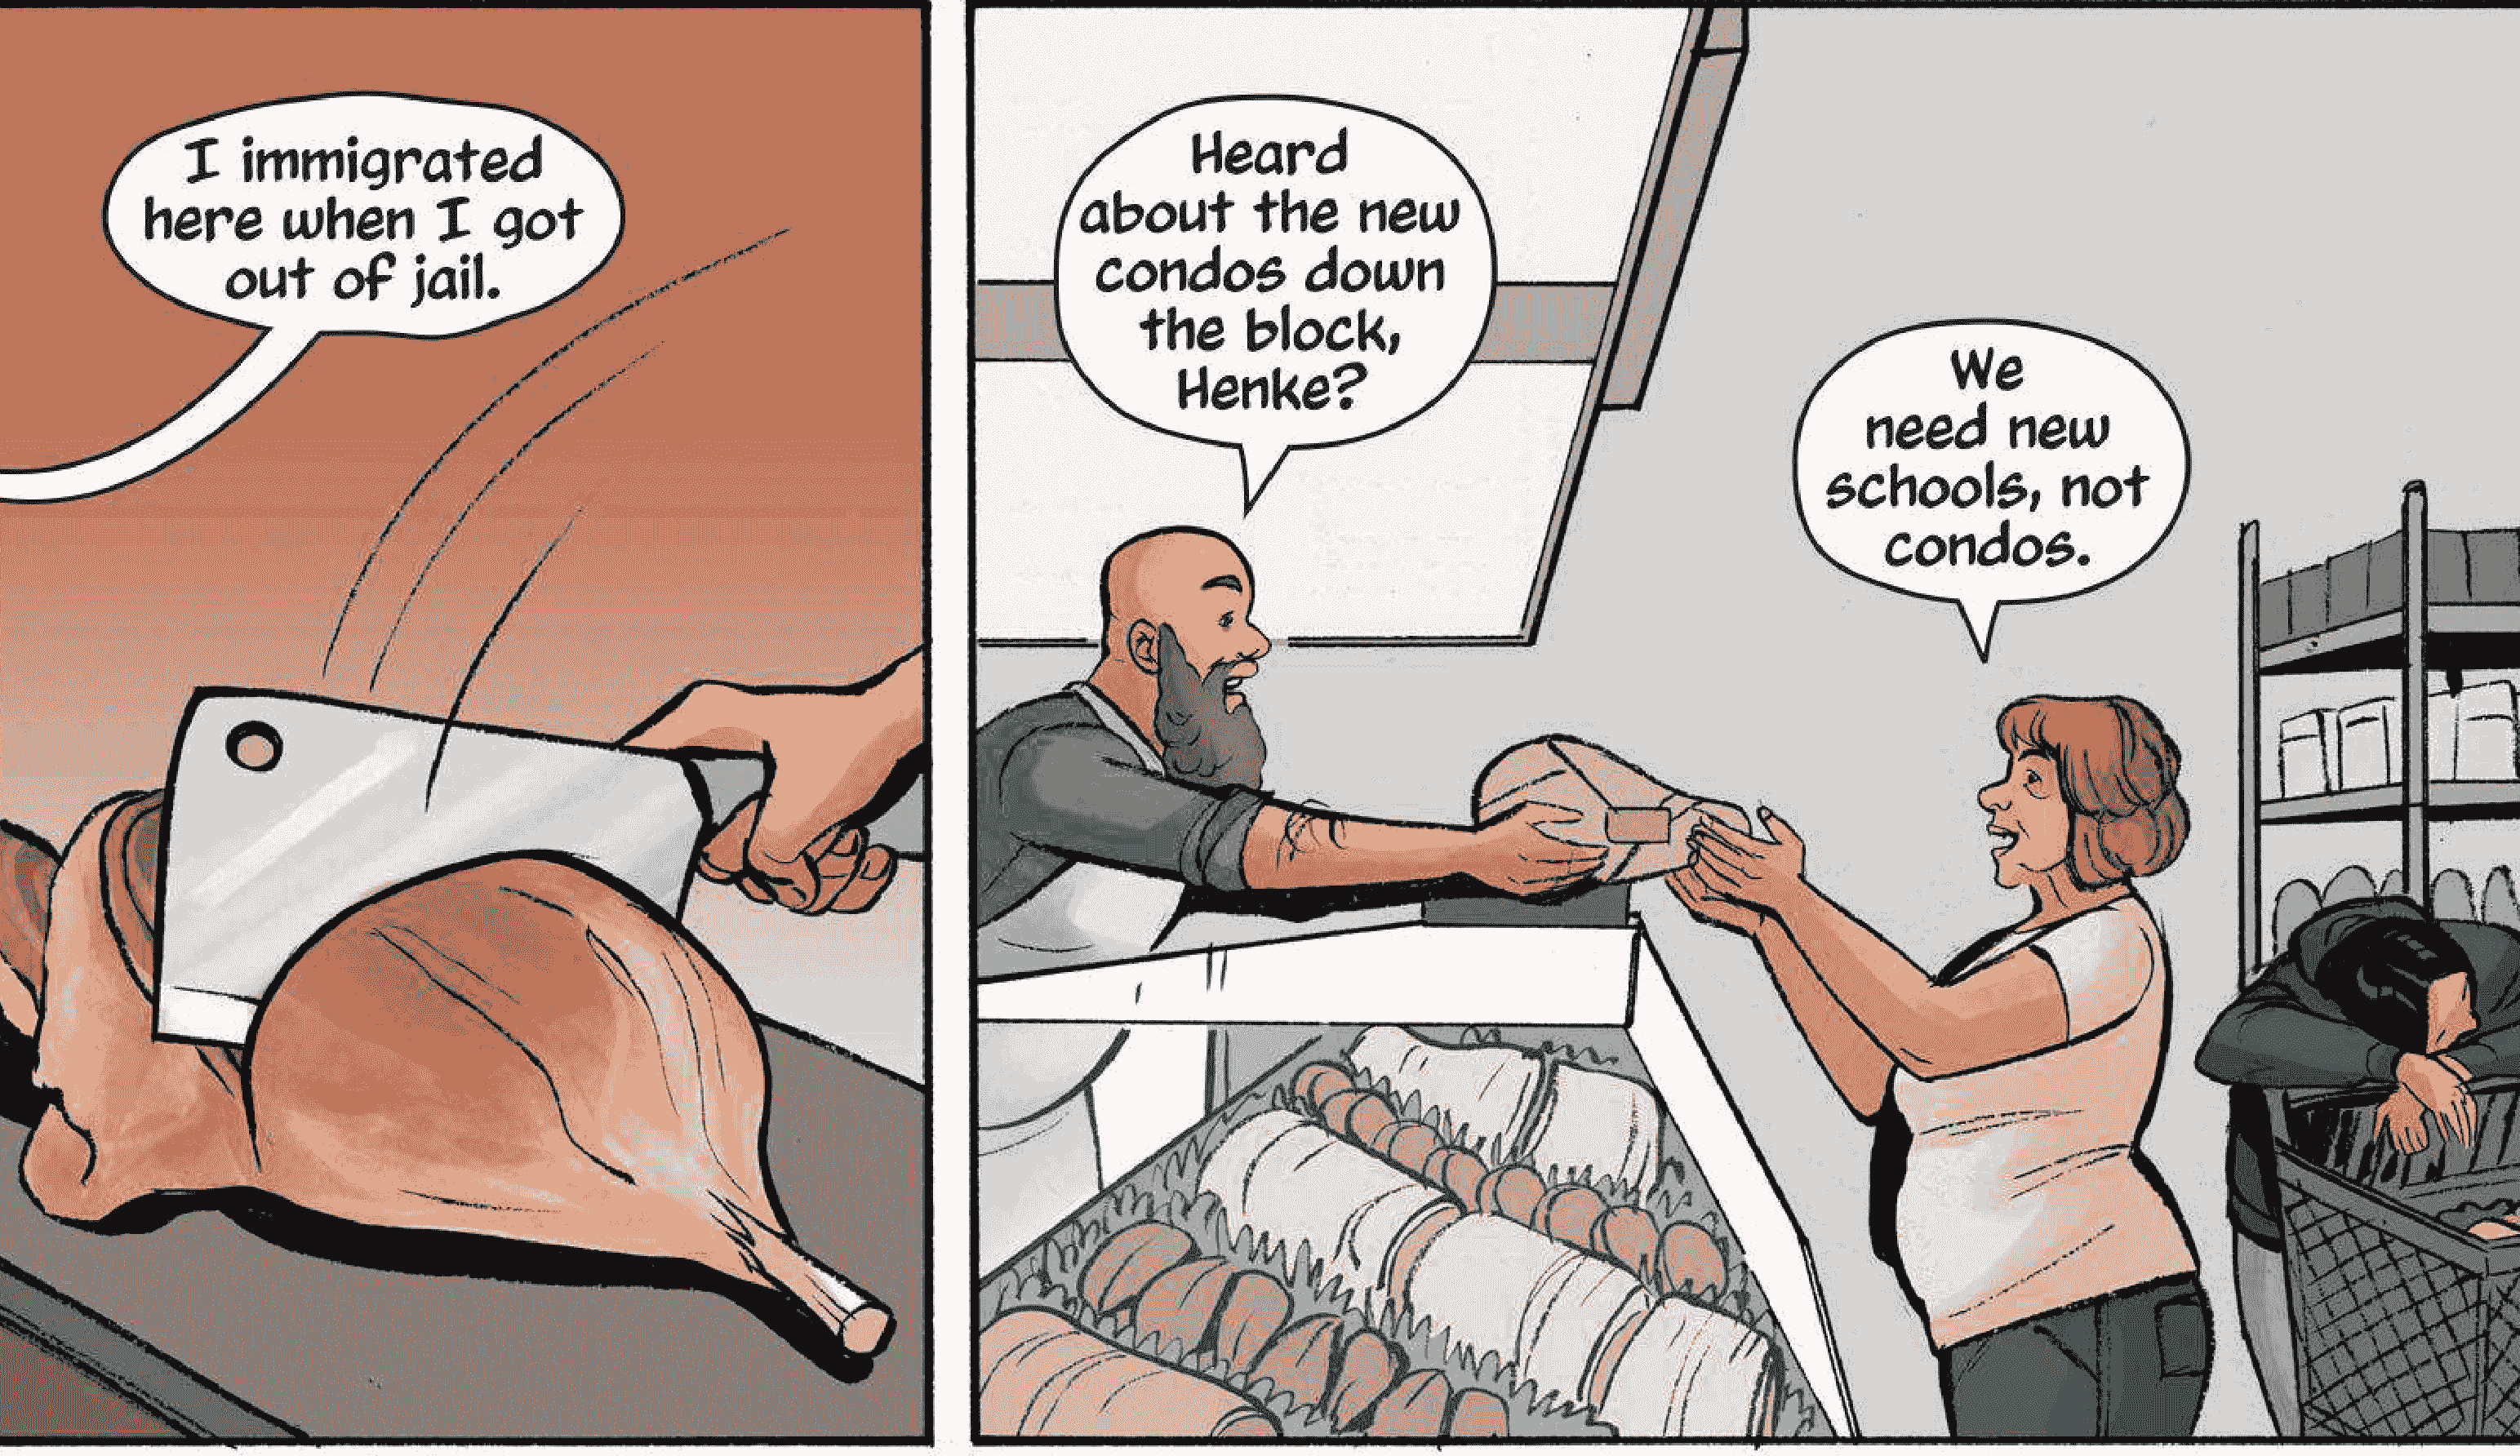 I immigrated
here when I got
out of jail.
Heard
about the new
condos down
the block,
Henke?
We
need new
schools, not
condos.